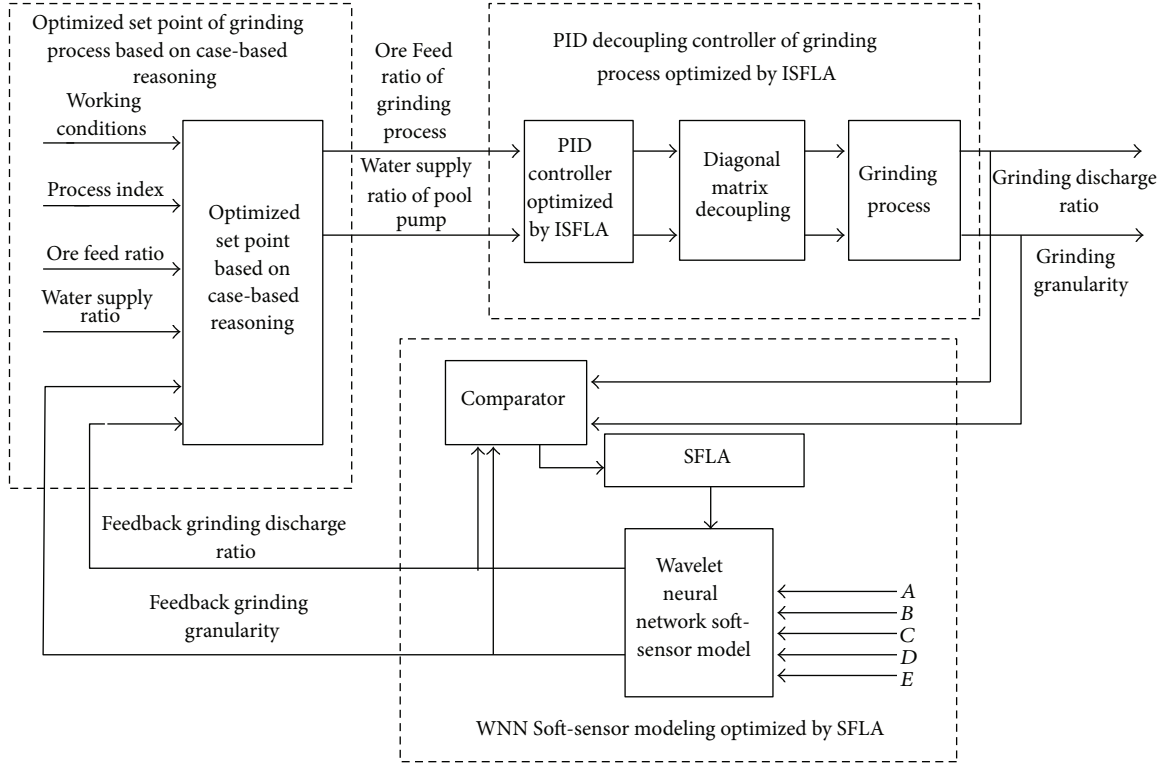 Optimized set point of grinding
process based on case-based
reasoning
Working
conditions
Process index
Ore feed ratio
Water supply
ratio
Optimized
set point
based on
case-based
reasoning
Ore Feed
ratio of
grinding
process
Water supply
ratio of pool
pump
PID decoupling controller of grinding
process optimized by ISFLA
PID
controller
optimized
by ISFLA
Diagonal
matrix
decoupling
Grinding
process
Grinding discharge
ratio
Grinding
granularity
Comparator
SFLA
Feedback grinding discharge
ratio
Feedback grinding
granularity
Wavelet
neural
network soft-
sensor model
A
B
C
D
E
WNN Soft-sensor modeling optimized by SFLA